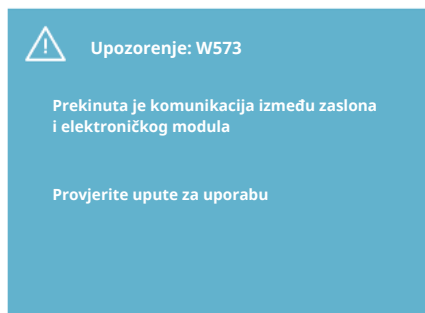 Upozorenje: W573
Prekinuta je komunikacija između zaslona
i elektroničkog modula
Provjerite upute za uporabu